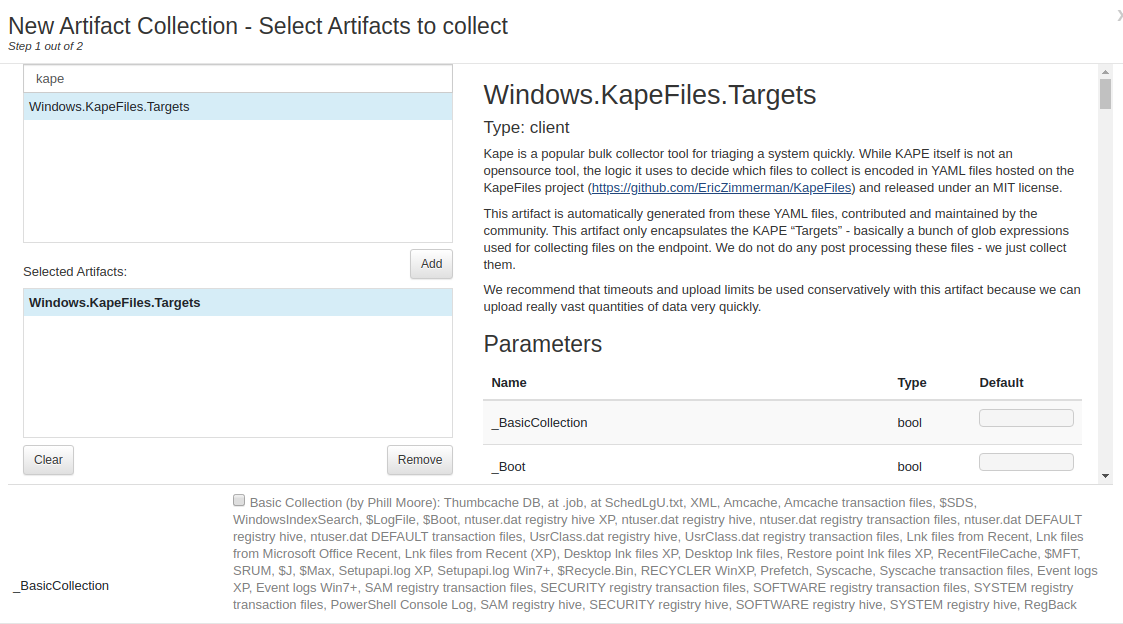 New Artifact Collection - Select Artifacts to collect
Step 1 out of 2
kape
Windows.KapeFiles.Targets
Selected Artifacts:
Add
Windows.KapeFiles.Targets
Clear
Remove
Windows.KapeFiles.Targets
Type: client
Kape is a popular bulk collector tool for triaging a system quickly. While KAPE itself is not an
opensource tool, the logic it uses to decide which files to collect is encoded in YAML files hosted on the
KapeFiles project (https://github.com/EricZimmerman/KapeFiles) and released under an MIT license.
This artifact is automatically generated from these YAML files, contributed and maintained by the
community. This artifact only encapsulates the KAPE “Targets” - basically a bunch of glob expressions
used for collecting files on the endpoint. We do not do any post processing these files - we just collect
them.
We recommend that timeouts and upload limits be used conservatively with this artifact because we can
upload really vast quantities of data very quickly.
Parameters
Name Type Default
_BasicCollection bool
_Boot bool
_BasicCollection
Basic Collection (by Phill Moore): Thumbcache DB, at .job, at SchedLgU.txt, XML, Amcache, Amcache transaction files, $SDS,
WindowsIndexSearch, $LogFile, $Boot, ntuser.dat registry hive XP, ntuser.dat registry hive, ntuser.dat registry transaction files, ntuser.dat DEFAULT
registry hive, ntuser.dat DEFAULT transaction files, UsrClass.dat registry hive, UsrClass.dat registry transaction files, Lnk files from Recent, Lnk files
from Microsoft Office Recent, Lnk files from Recent (XP), Desktop lnk files XP, Desktop lnk files, Restore point lnk files XP, RecentFileCache, $MFT,
SRUM, $J, $Max, Setupapi.log XP, Setupapi.log Win7+, $Recycle.Bin, RECYCLER WinXP, Prefetch, Syscache, Syscache transaction files, Event logs
XP, Event logs Win7+, SAM registry transaction files, SECURITY registry transaction files, SOFTWARE registry transaction files, SYSTEM registry
transaction files, PowerShell Console Log, SAM registry hive, SECURITY registry hive, SOFTWARE registry hive, SYSTEM registry hive, RegBack